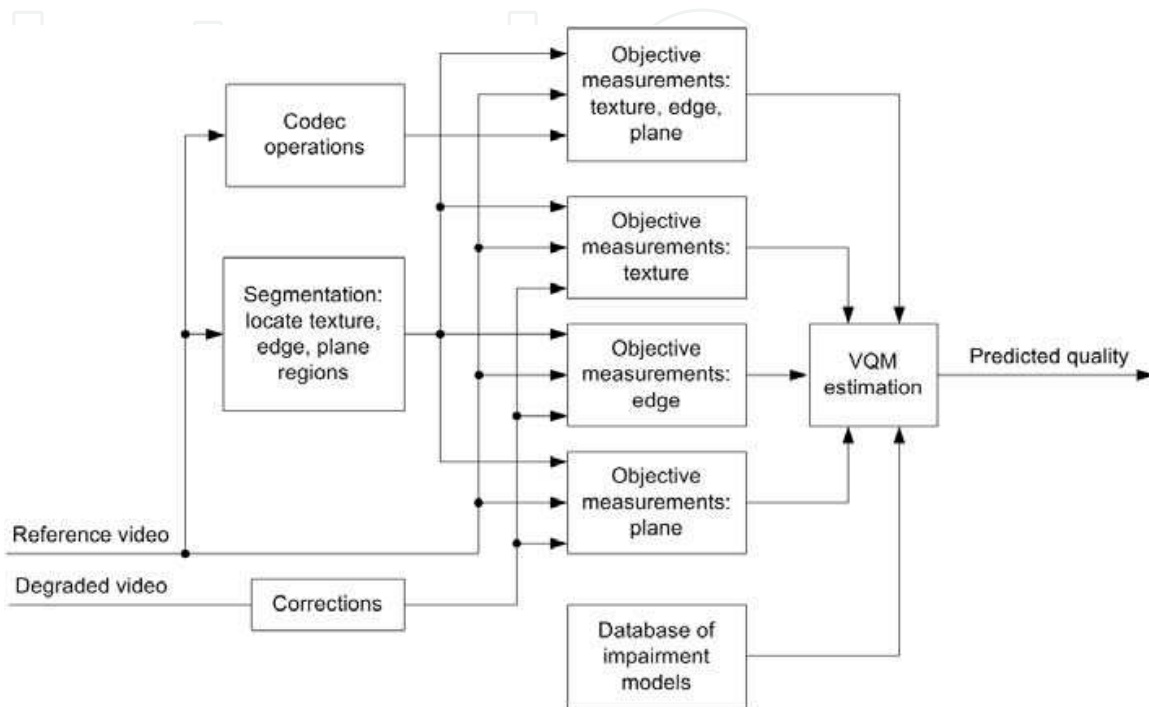 Codec
operations
Segmentation:
locate texture,
edge, plane
regions
Reference video
Degraded video
Corrections
Objective
measurements:
texture, edge,
plane
Objective
measurements:
texture
Objective
measurements:
edge
Objective
measurements:
plane
Database of
impairment
models
VQM
estimation
Predicted quality